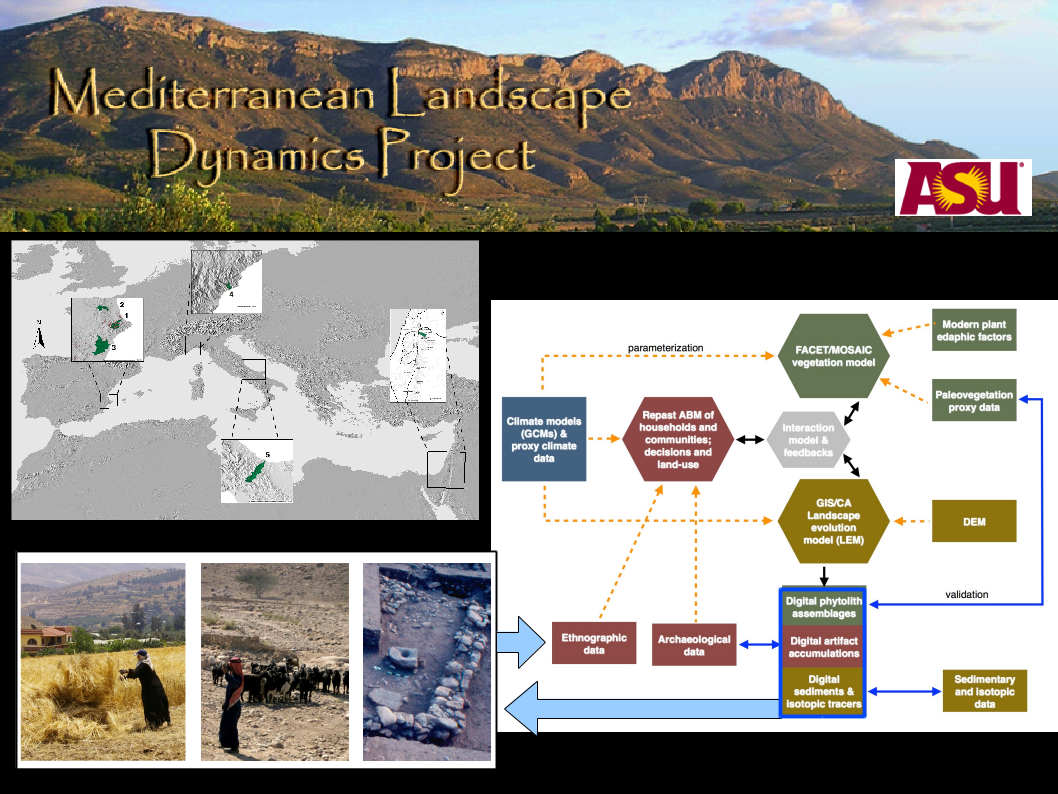 Mediterranean Landscape
Dynamics Project
ASU
N
2
1
3
4
5
parameterization
FACET/MOSAIC
vegetation model
Modern plant
edaphic factors
Paleovegetation
proxy data
Climate models
(GCMs) &
proxy climate
data
Repast ABM of
households and
communities;
decisions and
land-use
Interaction
model &
feedbacks
GIS/CA
Landscape
evolution
model (LEM)
DEM
validation
Digital phytolith
assemblages
Ethnographic
data
Archaeological
data
Digital artifact
accumulations
Digital
sediments &
isotopic tracers
Sedimentary
and isotopic
data